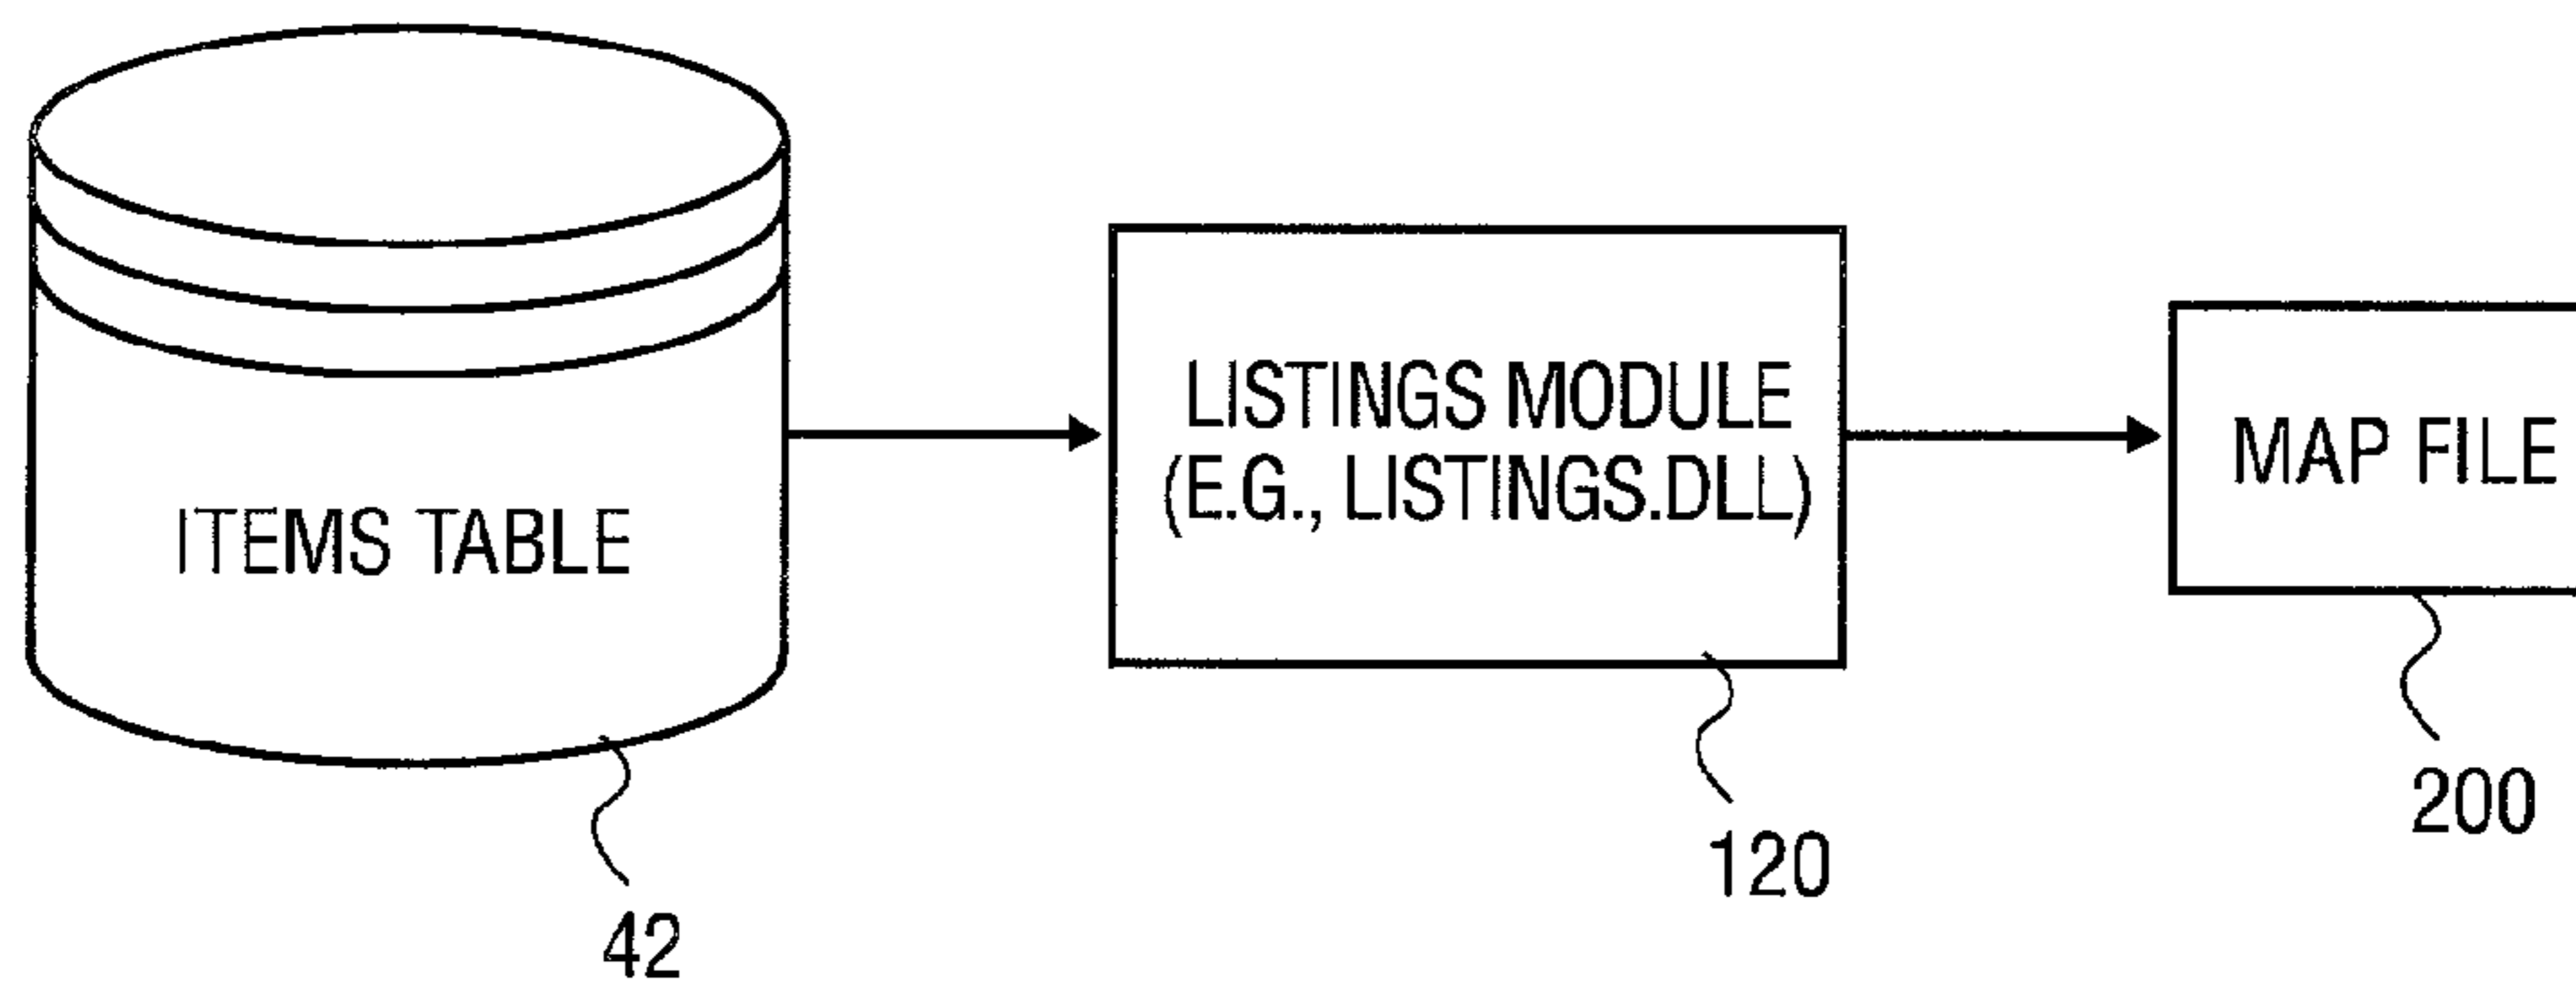 ITEMS TABLE
42
LISTINGS MODULE
(E.G., LISTINGS.DLL)
120
MAP FILE
200